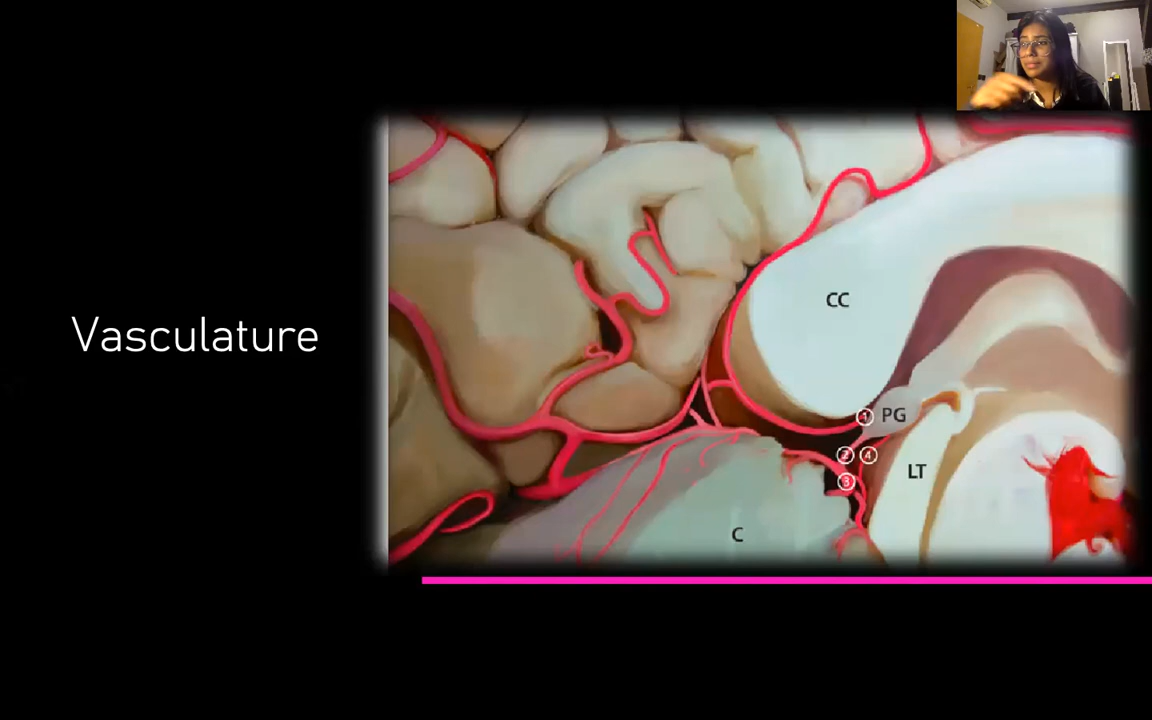 Vasculature
CC
① PG
② ④
LT
③
C